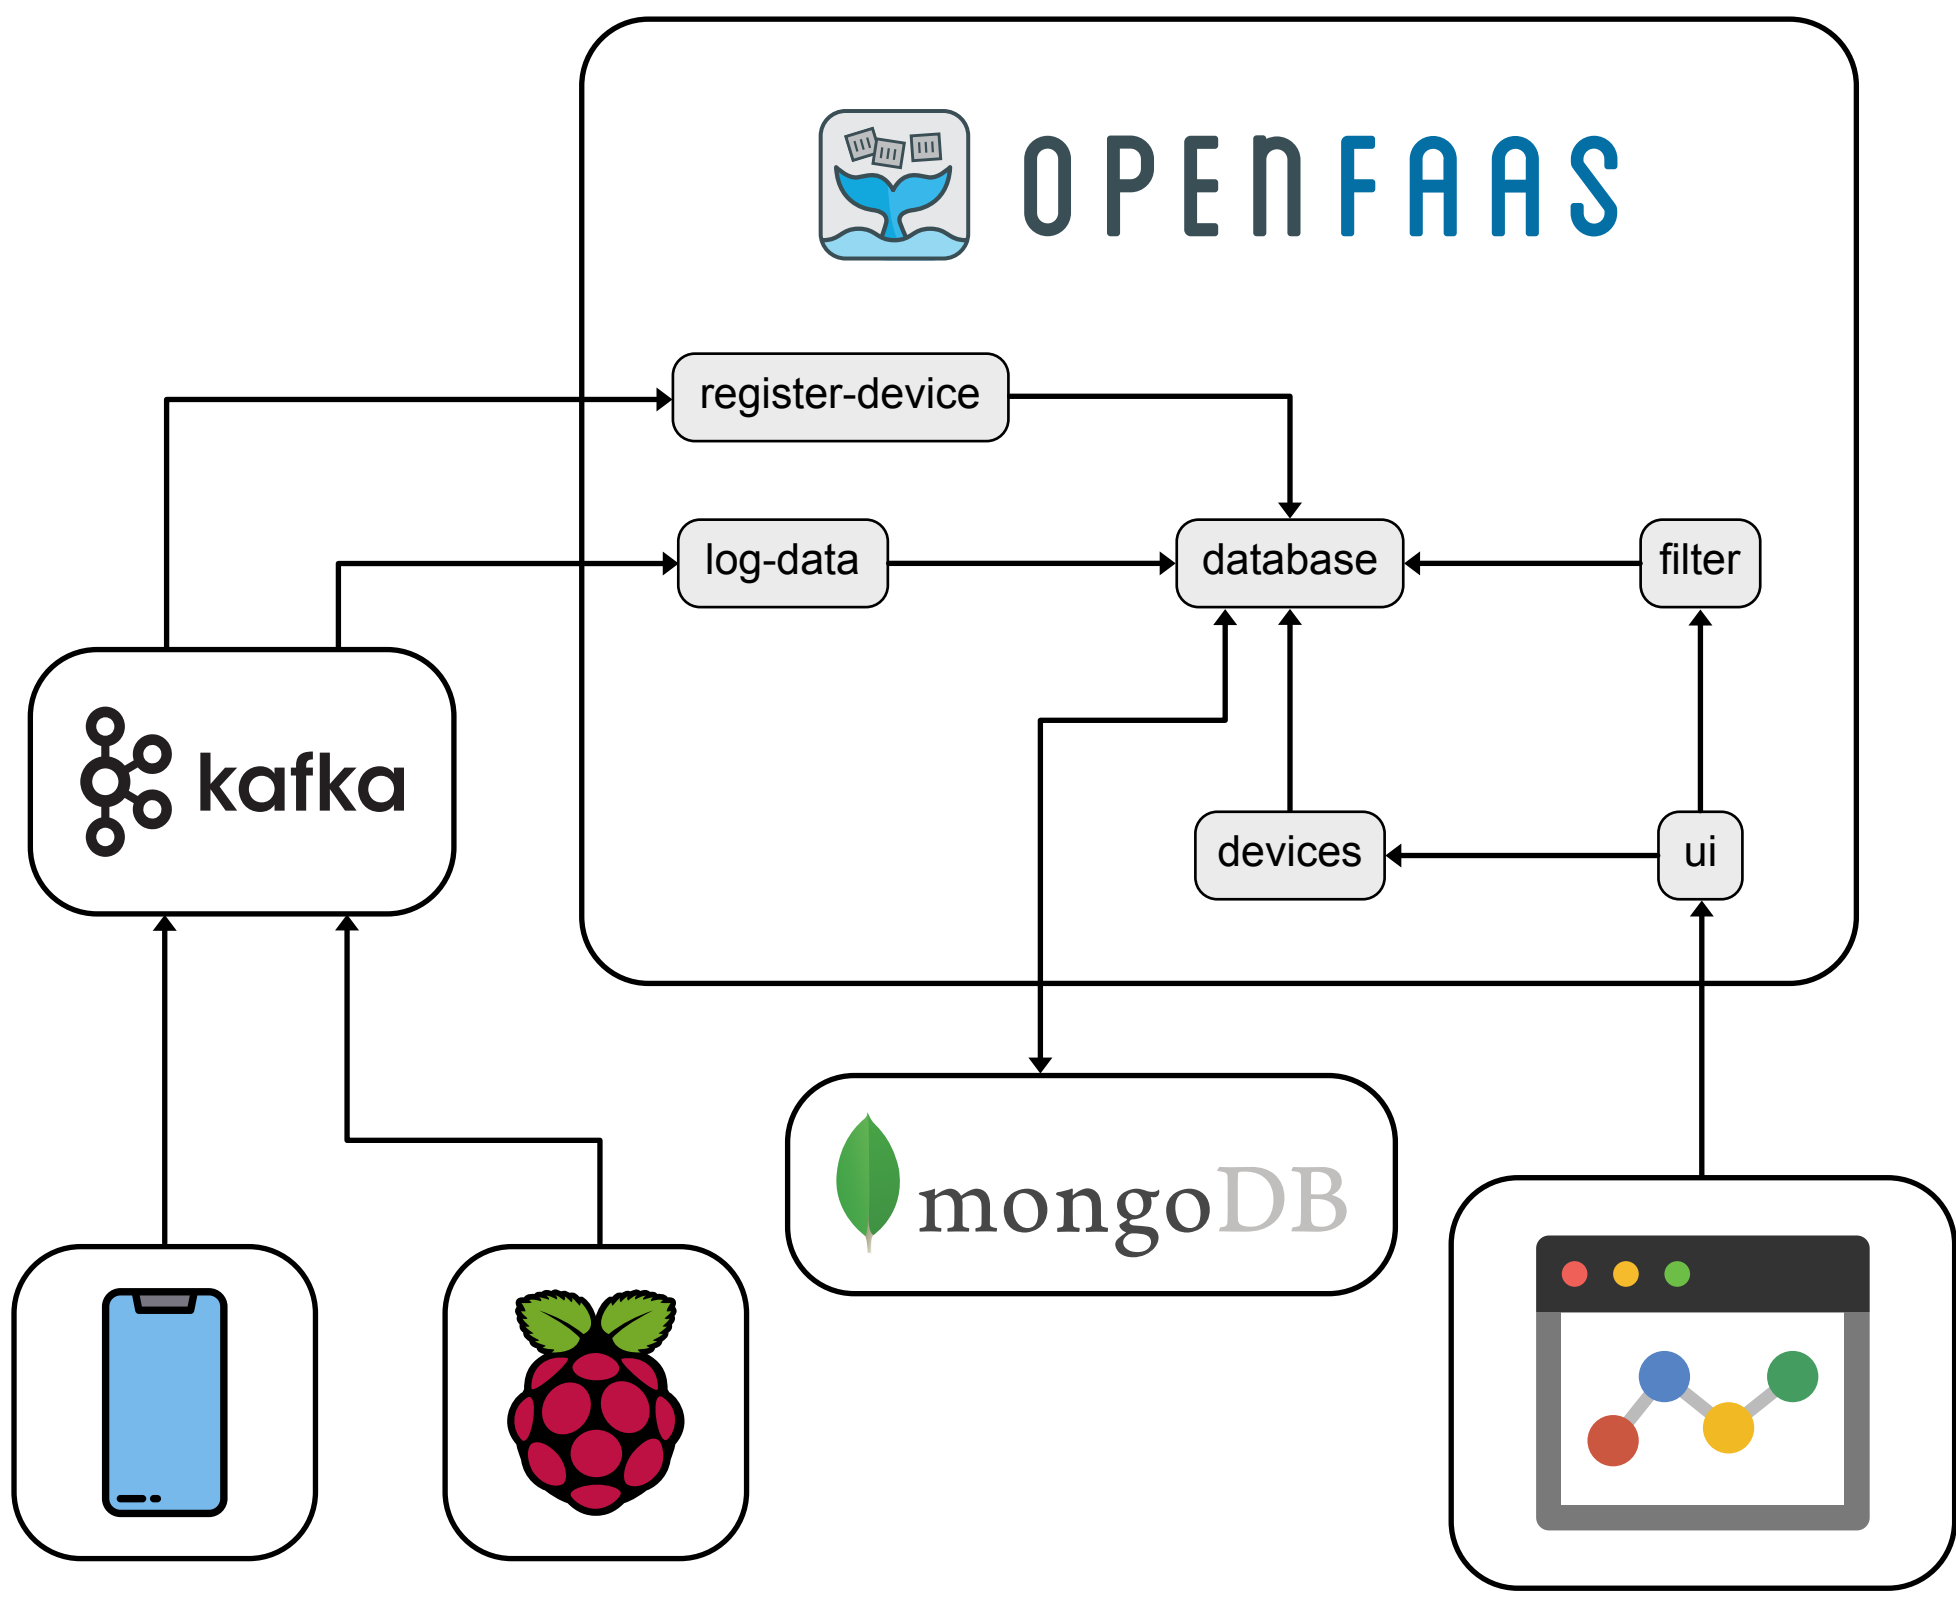 OPENFAAS
register-device
log-data
database
filter
kafka
devices
ui
mongoDB